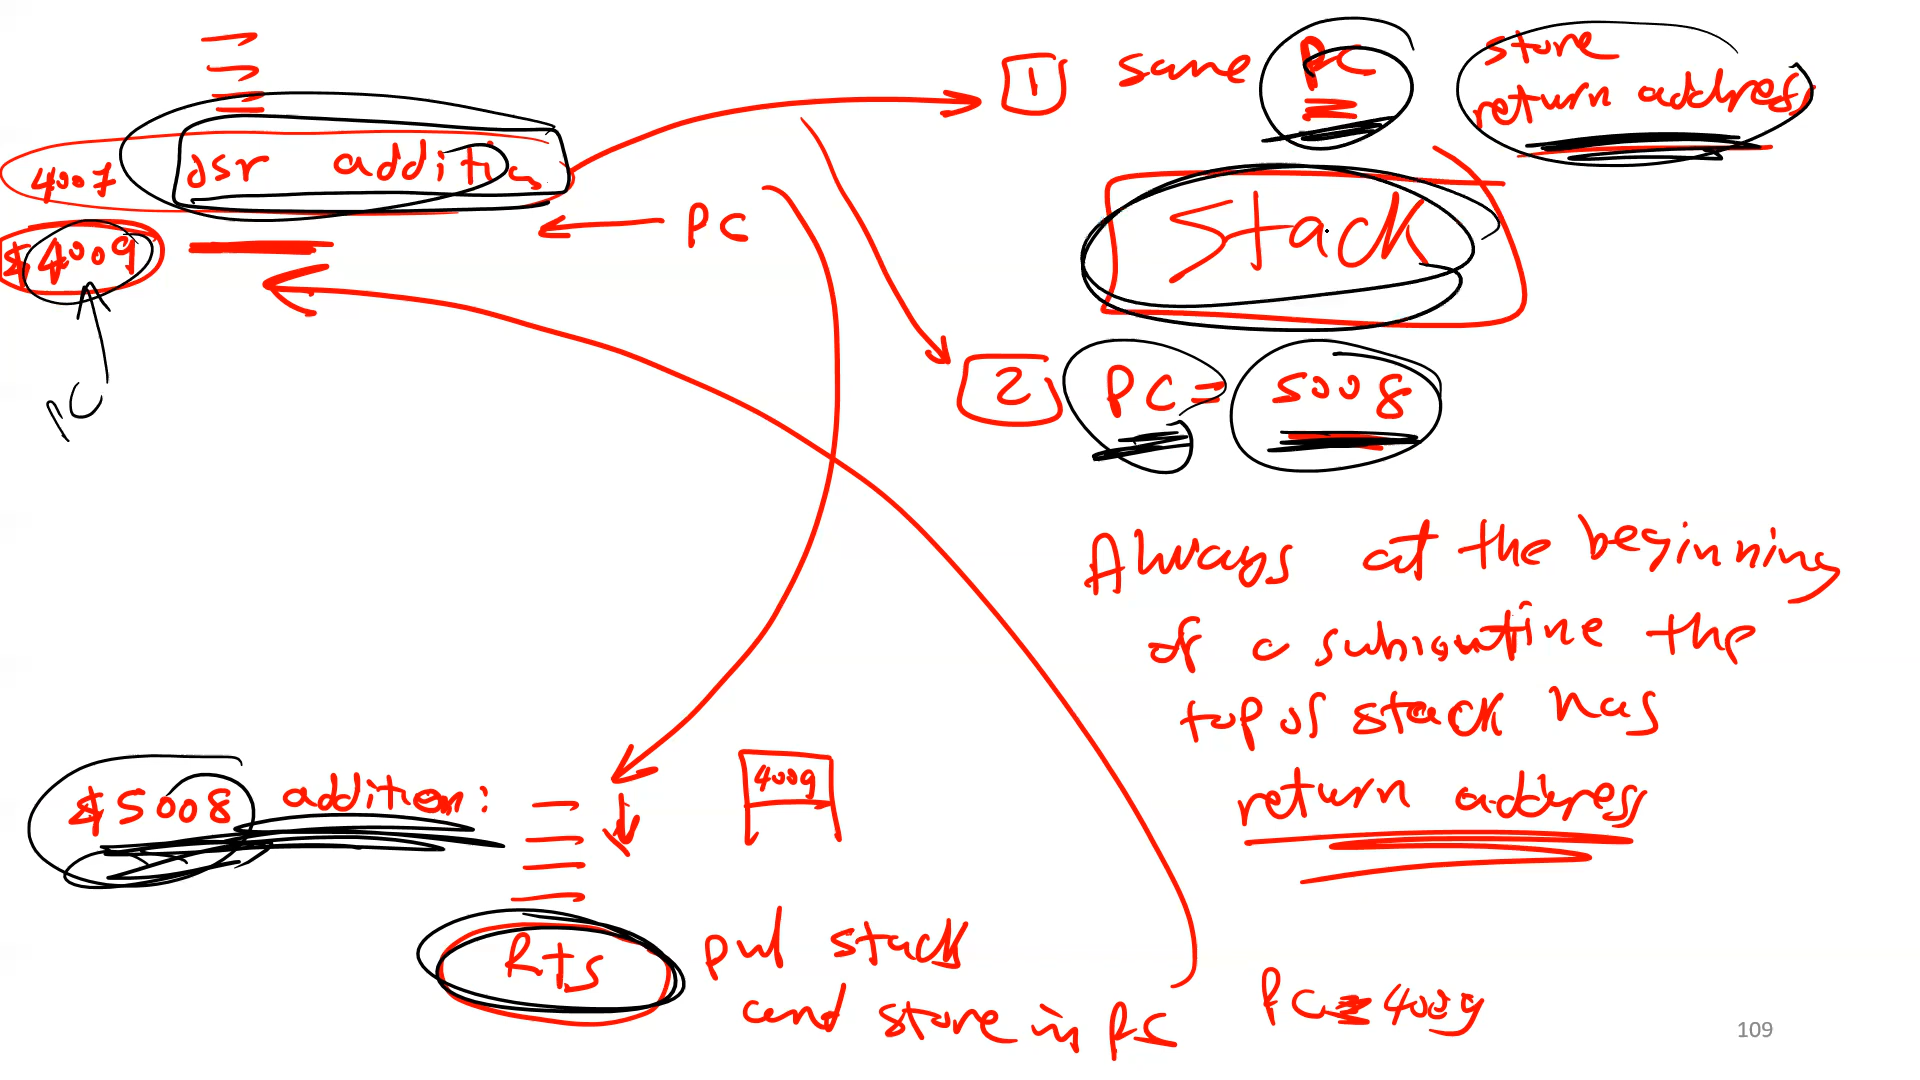 4007 jsr addition
$4009
PC
PC
1 save PC store
return address
Stack
2 PC = 5008
Always at the beginning
of a subroutine the
top of stack has
return address
$5008 addition:
4009
Rts
pul stack
and store in PC
PC = 4009
109